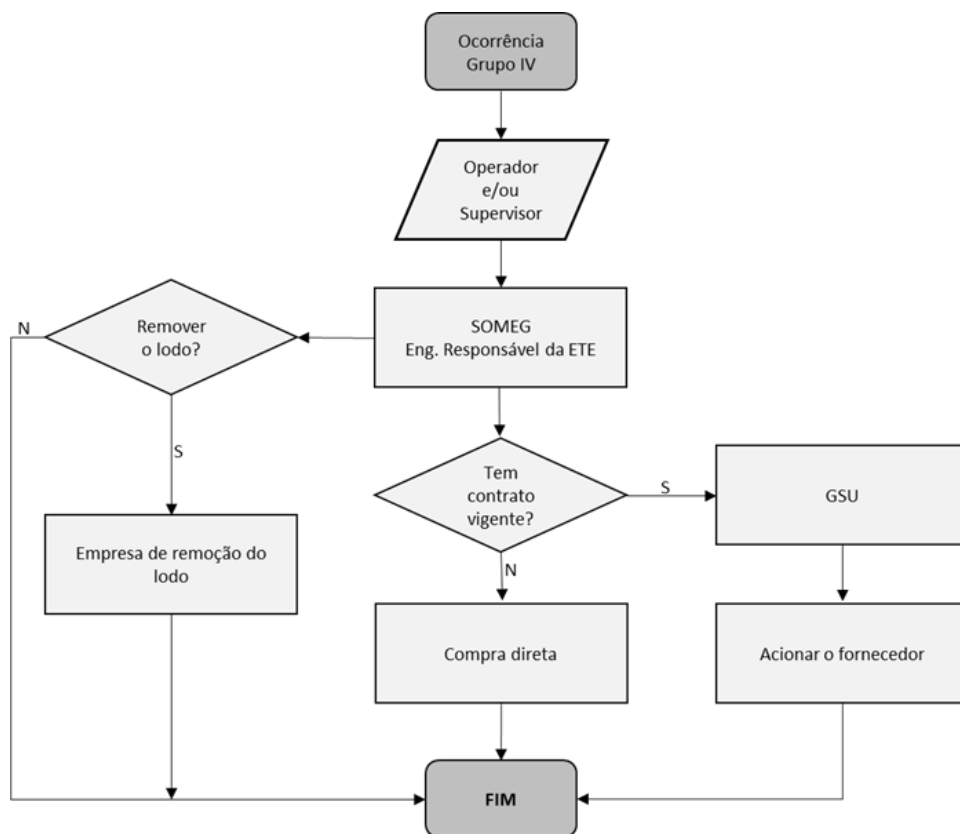 Ocorrência
Grupo IV
Operador
e/ou
Supervisor
SOMEG
Eng. Responsável da ETE
N
Remover
o lodo?
S
Tem
contrato
vigente?
S
GSU
Empresa de remoção do
lodo
N
Compra direta
Acionar o fornecedor
FIM